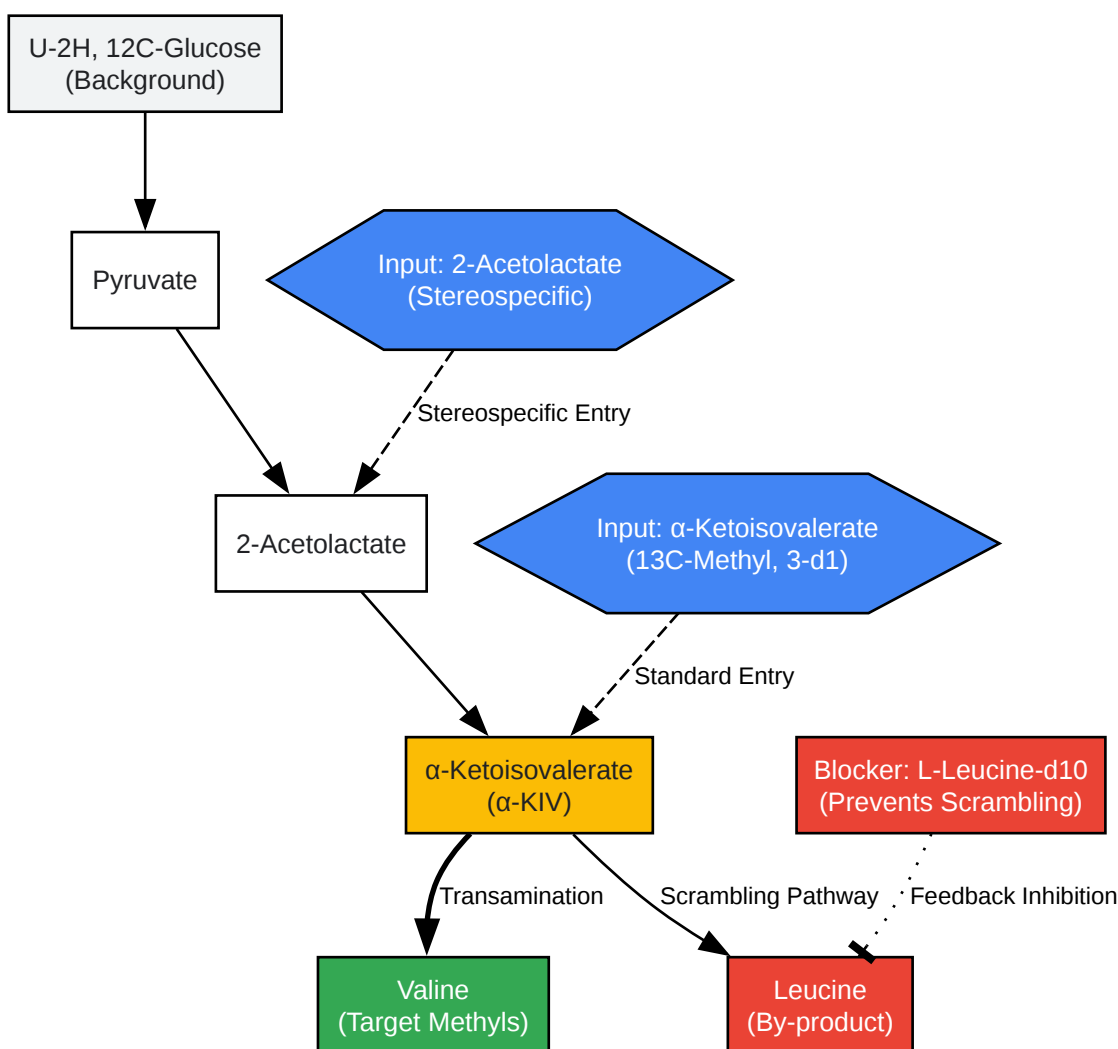 U-2H, 12C-Glucose
(Background)
Pyruvate
Input: 2-Acetolactate
(Stereospecific)
Stereospecific Entry
2-Acetolactate
Input: α-Ketoisovalerate
(13C-Methyl, 3-d1)
Standard Entry
α-Ketoisovalerate
(α-KIV)
Blocker: L-Leucine-d10
(Prevents Scrambling)
Transamination
Scrambling Pathway
Feedback Inhibition
Valine
(Target Methyls)
Leucine
(By-product)